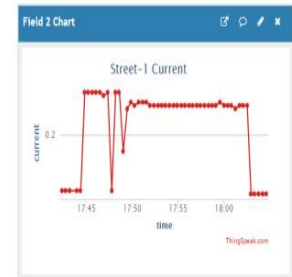 Field 2 Chart
Street-1 Current
current
0.2
17:45 17:50 17:55 18:00
time
ThingSpeak.com